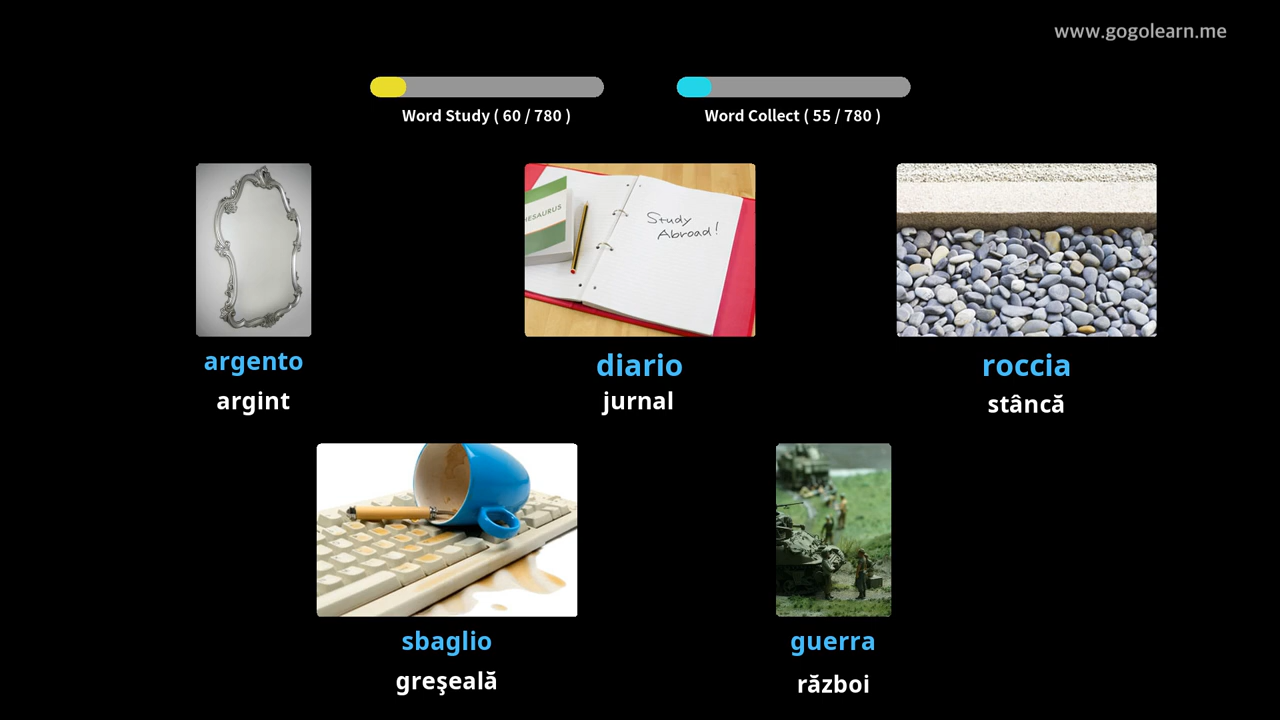 www.gogolearn.me
Word Study ( 60 / 780 )
Word Collect ( 55 / 780 )
HESAURUS
Study
Abroad!
argento
diario
roccia
argint
jurnal
stâncă
sbaglio
guerra
greşeală
război